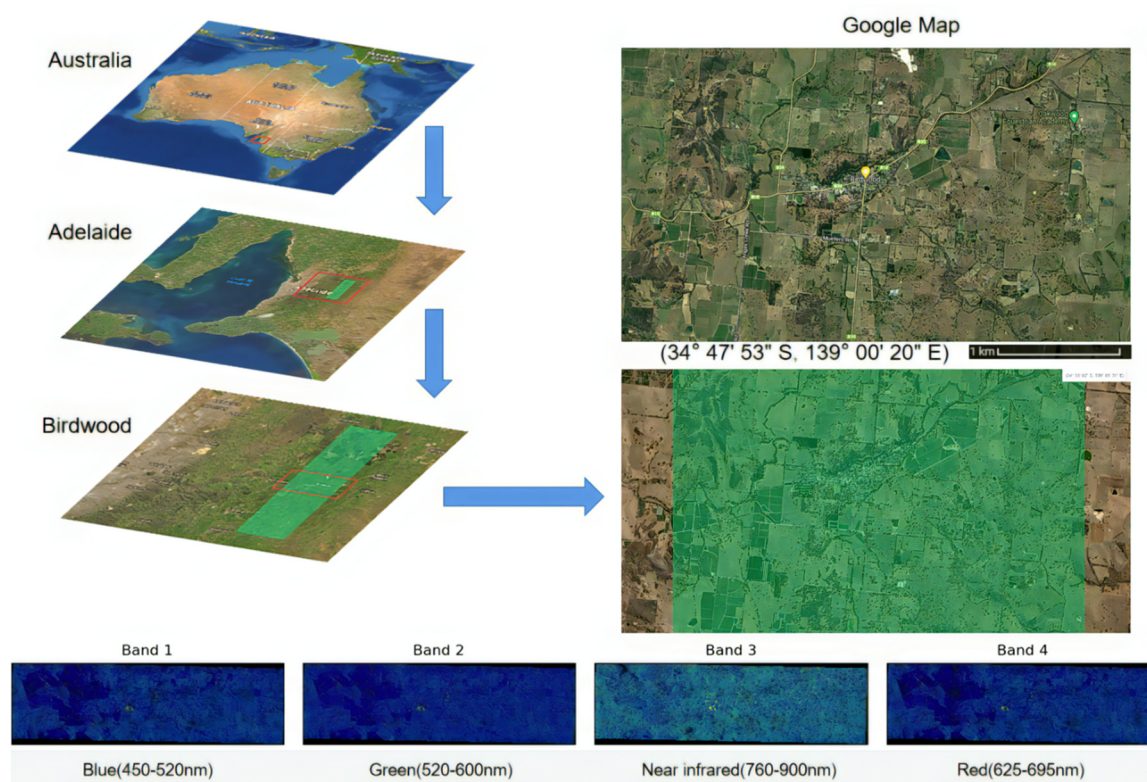 Australia
Adelaide
Birdwood
Google Map
(34° 47' 53" S, 139° 00' 20" E)
1 km
Band 1
Band 2
Band 3
Band 4
Blue(450-520nm)
Green(520-600nm)
Near infrared(760-900nm)
Red(625-695nm)